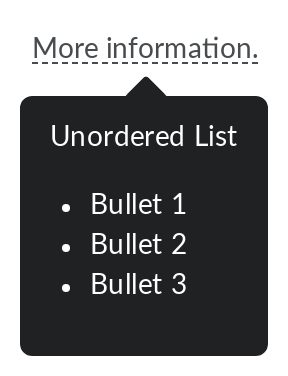 More information.
Unordered List
• Bullet 1
• Bullet 2
• Bullet 3